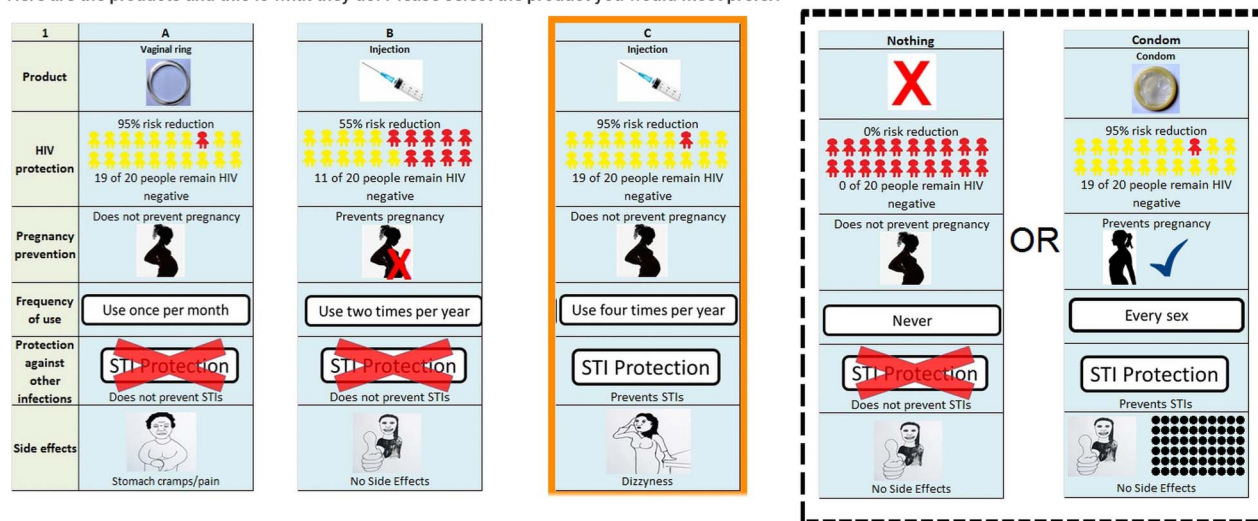 1 A B C
Product
Vaginal ring
Injection
Injection
HIV
protection
95% risk reduction
19 of 20 people remain HIV
negative
55% risk reduction
11 of 20 people remain HIV
negative
95% risk reduction
19 of 20 people remain HIV
negative
Pregnancy
prevention
Does not prevent pregnancy
Prevents pregnancy
X
Does not prevent pregnancy
Frequency
of use
Use once per month
Use two times per year
Use four times per year
Protection
against
other
infections
STI Protection
Does not prevent STIs
STI Protection
Does not prevent STIs
STI Protection
Prevents STIs
Side effects
Stomach cramps/pain
No Side Effects
Dizzyness
Nothing
X
0% risk reduction
0 of 20 people remain HIV
negative
Does not prevent pregnancy
Never
STI Protection
Does not prevent STIs
No Side Effects
OR
Condom
Condom
95% risk reduction
19 of 20 people remain HIV
negative
Prevents pregnancy
Every sex
STI Protection
Prevents STIs
No Side Effects